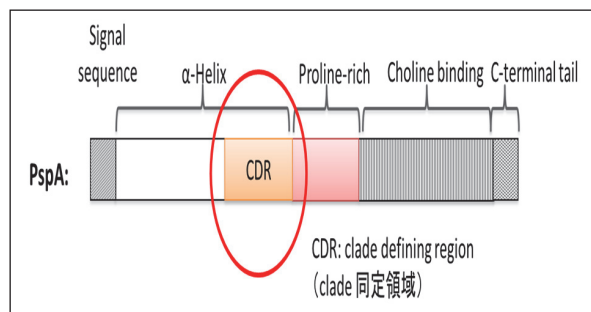 Signal
sequence
α-Helix
Proline-rich
Choline binding
C-terminal tail
PspA:
CDR
CDR: clade defining region
(clade 同定領域)